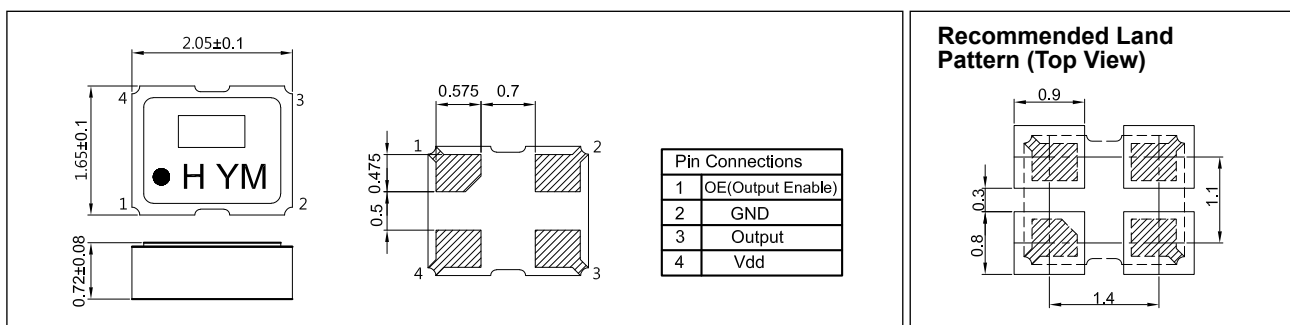 2.05±0.1
4
3
1.65±0.1
H YM
1
2
0.72±0.08
0.575
0.7
1
2
0.475
0.5
4
3
Pin Connections
1 OE(Output Enable)
2 GND
3 Output
4 Vdd
Recommended Land
Pattern (Top View)
0.9
0.3
1.1
0.8
1.4